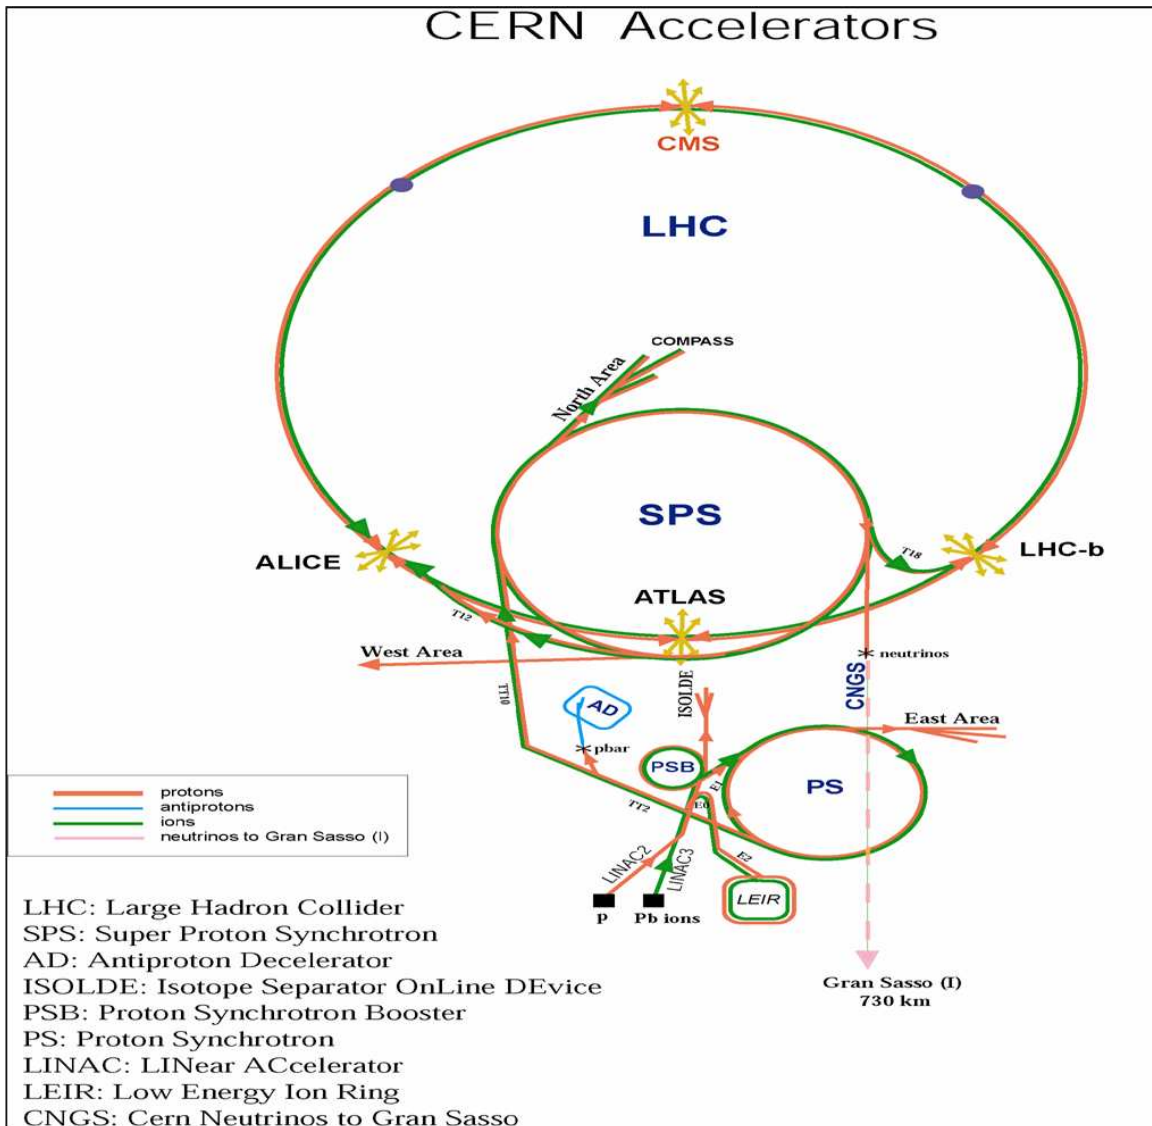 CERN Accelerators
CMS
LHC
COMPASS
North Area
SPS
T18
ALICE
LHC-b
ATLAS
T12
West Area
neutrinos
TT10
ISOLDE
CNGS
AD
East Area
pbar
PSB
E1
PS
protons
antiprotons
ions
neutrinos to Gran Sasso (I)
TT2
E0
LINAC2
LINAC3
E2
LEIR
p
Pb ions
Gran Sasso (I)
730 km
LHC: Large Hadron Collider
SPS: Super Proton Synchrotron
AD: Antiproton Decelerator
ISOLDE: Isotope Separator OnLine DEvice
PSB: Proton Synchrotron Booster
PS: Proton Synchrotron
LINAC: LINear ACcelerator
LEIR: Low Energy Ion Ring
CNGS: Cern Neutrinos to Gran Sasso